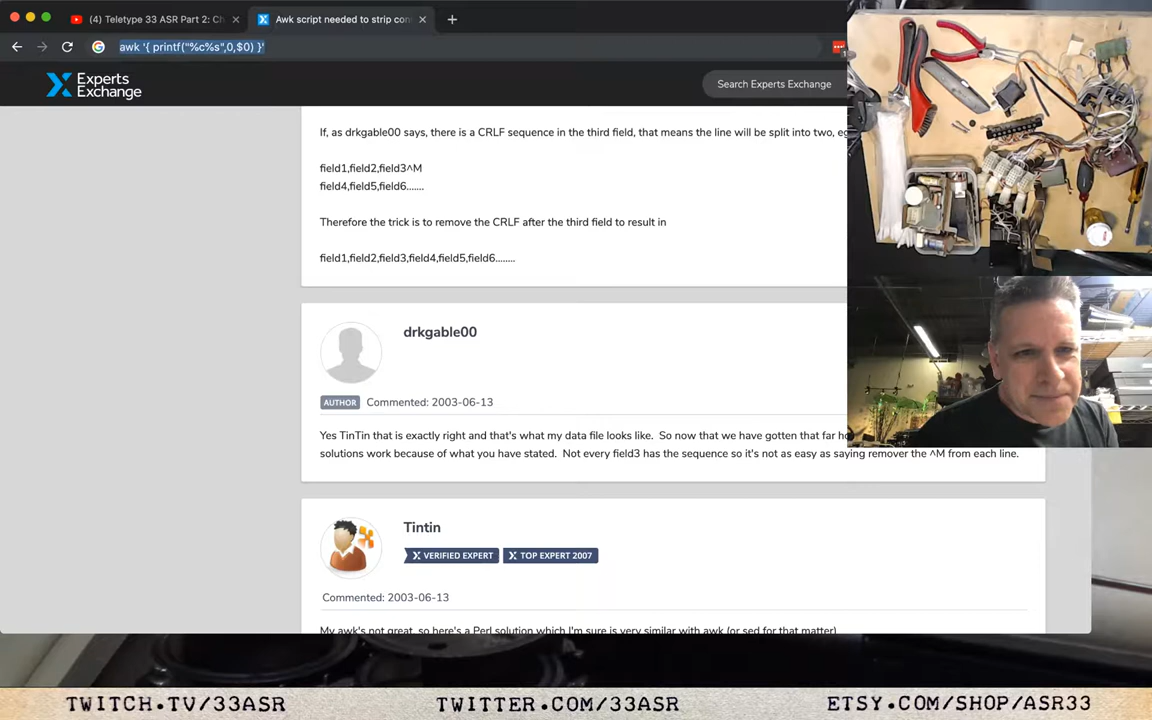 (4) Teletype 33 ASR Part 2: Ch
Awk script needed to strip con
awk '{ printf("%c%s",0,$0) }'
Experts
Exchange
Search Experts Exchange
If, as drkgable00 says, there is a CRLF sequence in the third field, that means the line will be split into two,
field1,field2,field3^M
field4,field5,field6.......
Therefore the trick is to remove the CRLF after the third field to result in
field1,field2,field3,field4,field5,field6........
drkgable00
AUTHOR Commented: 2003-06-13
Yes TinTin that is exactly right and that's what my data file looks like. So now that we have gotten that far
solutions work because of what you have stated. Not every field3 has the sequence so it's not as easy as saying remover the ^M from each line.
Tintin
VERIFIED EXPERT TOP EXPERT 2007
Commented: 2003-06-13
My awk's not great, so here's a Perl solution which I'm sure is very similar with awk (or sed for that matter)
TWITCH.TV/33ASR TWITTER.COM/33ASR ETSY.COM/SHOP/ASR33